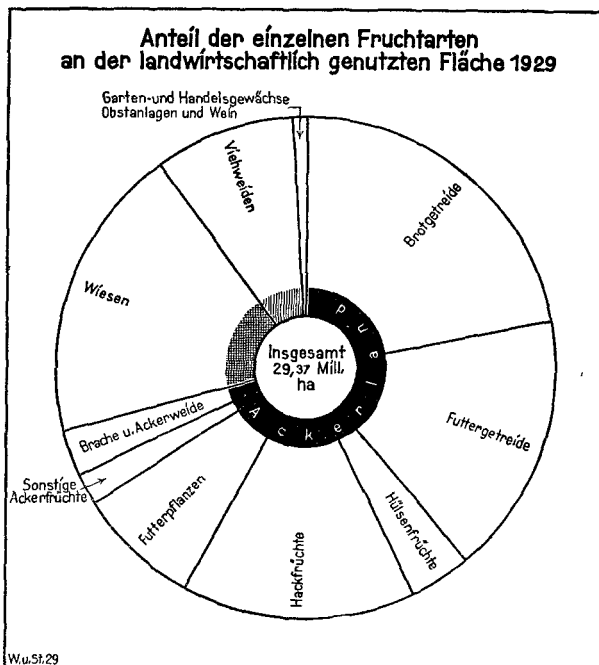 Anteil der einzelnen Fruchtarten
an der landwirtschaftlich genutzten Fläche 1929
Garten- und Handelsgewächse
Obstanlagen und Wein
Viehweiden
Brotgetreide
Wiesen
Insgesamt
29,37 Mill.
ha
Ackerland
Futtergetreide
Brache u. Ackerweide
Sonstige
Ackerfrüchte
Futterpflanzen
Hackfrüchte
Hülsenfrüchte
W.u.St.29